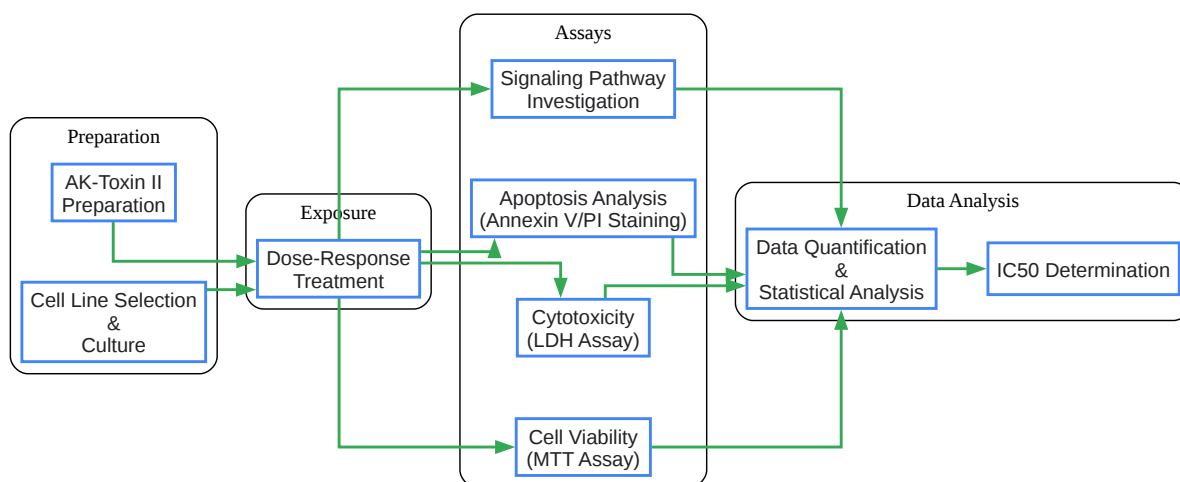 Preparation
AK-Toxin II
Preparation
Cell Line Selection
&
Culture
Exposure
Dose-Response
Treatment
Assays
Signaling Pathway
Investigation
Apoptosis Analysis
(Annexin V/PI Staining)
Cytotoxicity
(LDH Assay)
Cell Viability
(MTT Assay)
Data Analysis
Data Quantification
&
Statistical Analysis
IC50 Determination